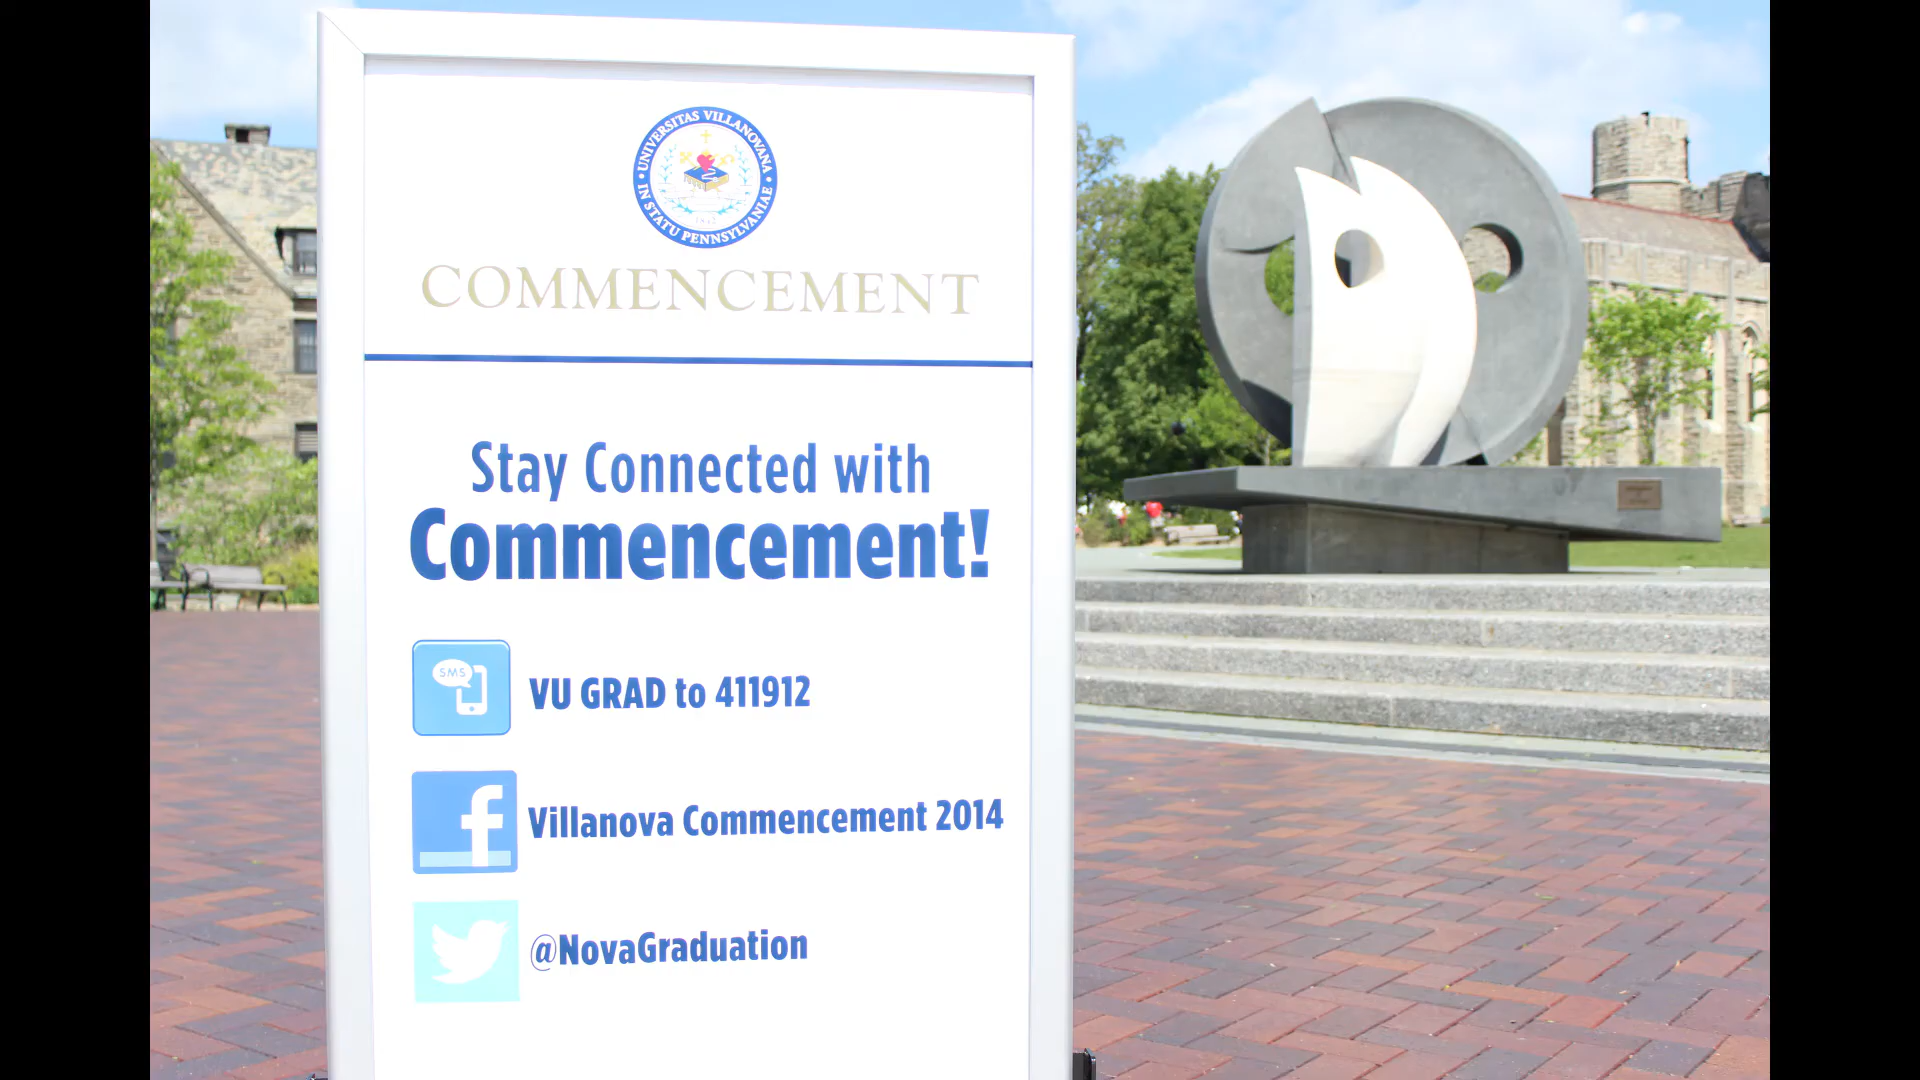 UNIVERSITAS VILLANOVANA
IN STATU PENNSYLVANIAE
1842
COMMENCEMENT
Stay Connected with
Commencement!
SMS
VU GRAD to 411912
Villanova Commencement 2014
@NovaGraduation